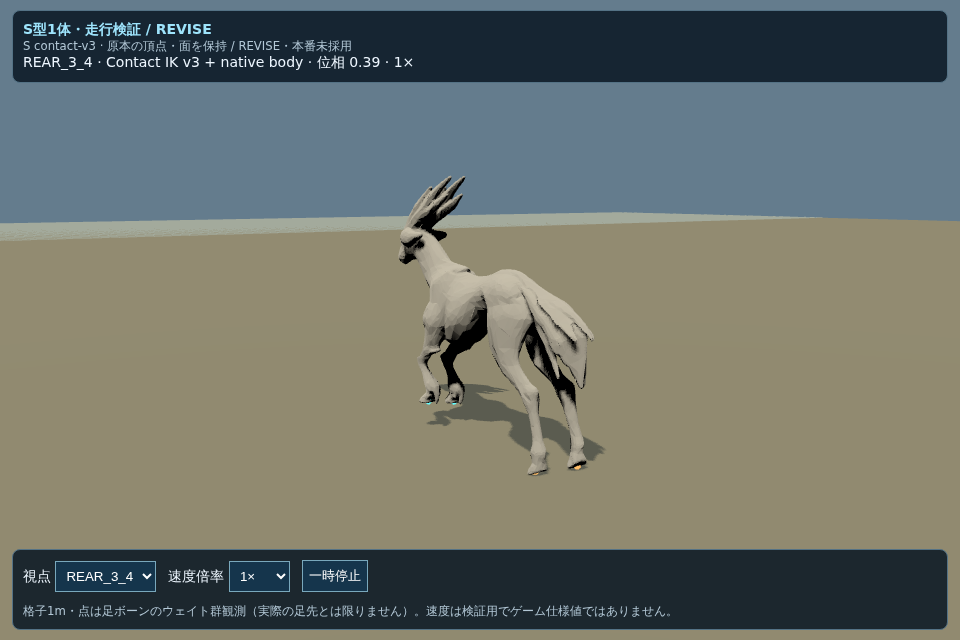 S型1体・走行検証 / REVISE
S contact-v3 · 原本の頂点・面を保持 / REVISE・本番未採用
REAR_3_4 · Contact IK v3 + native body · 位相 0.39 · 1×
視点 REAR_3_4 速度倍率 1× 一時停止
格子1m・点は足ボーンのウェイト群観測（実際の足先とは限りません）。速度は検証用でゲーム仕様値ではありません。